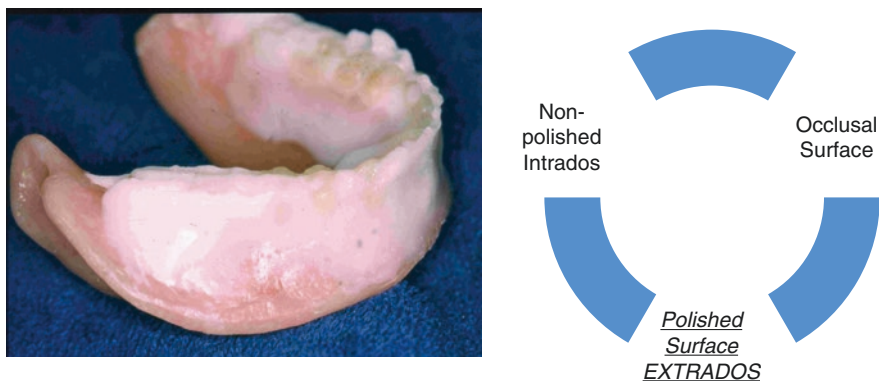 Non-
polished
Intrados
Occlusal
Surface
Polished
Surface
EXTRADOS